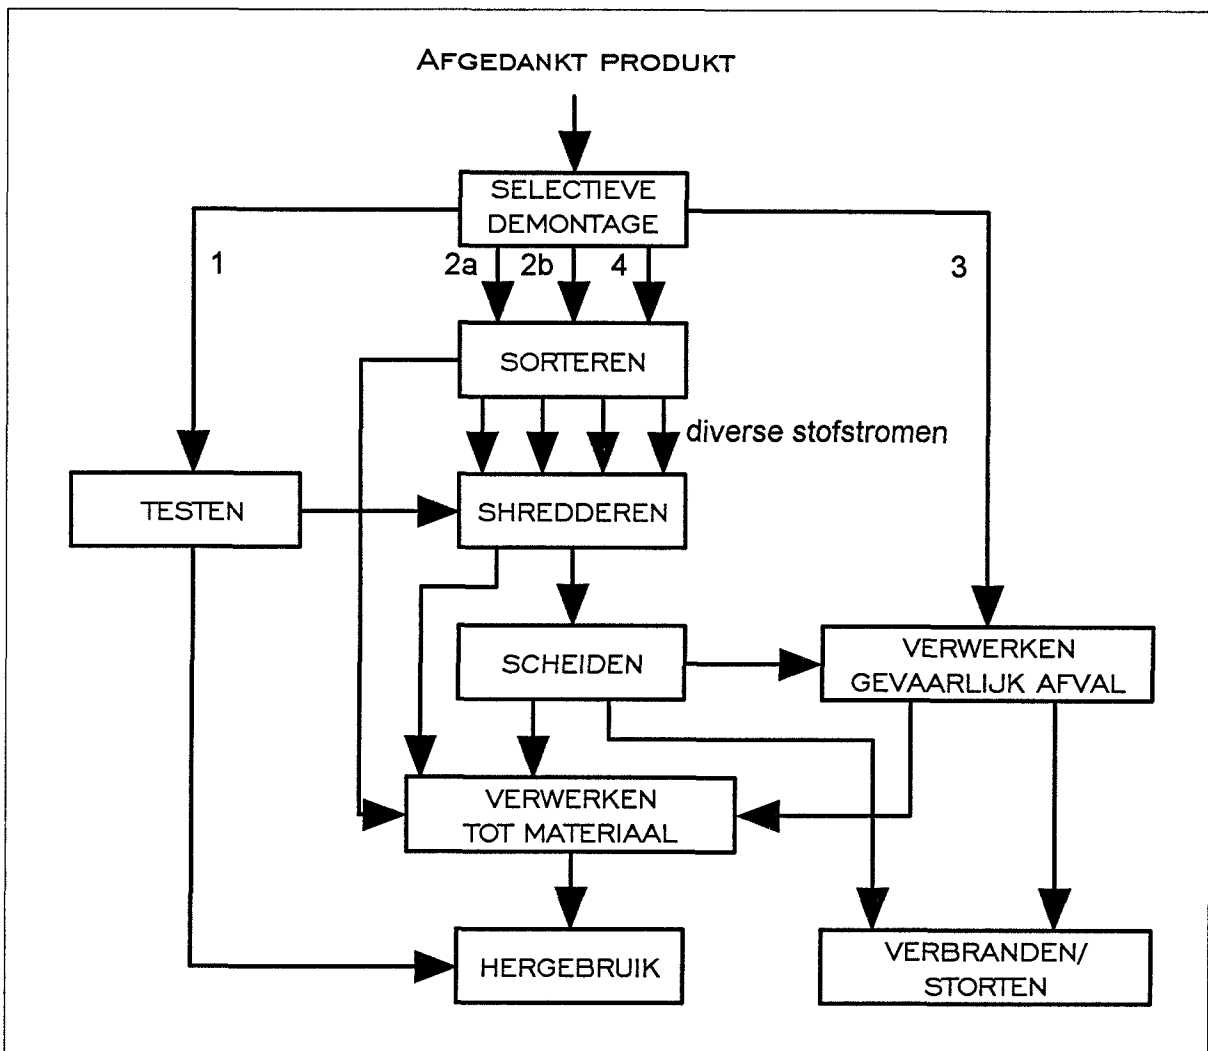 AFGEDANKT PRODUKT
SELECTIEVE
DEMONTAGE
1
2a
2b
4
3
SORTEREN
diverse stofstromen
TESTEN
SHREDDEREN
SCHEIDEN
VERWERKEN
GEVAARLIJK AFVAL
VERWERKEN
TOT MATERIAAL
HERGEBRUIK
VERBRANDEN/
STORTEN